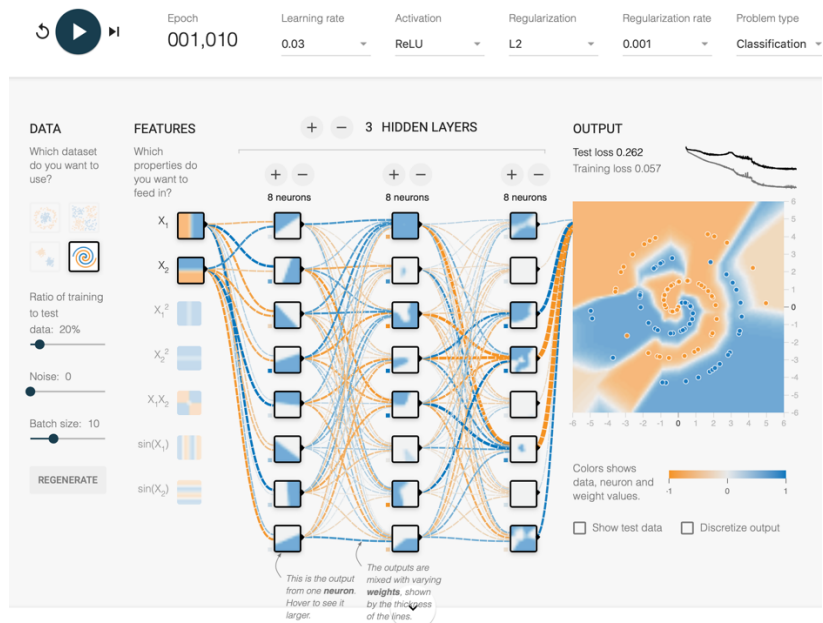 Epoch
001,010
Learning rate
0.03
Activation
ReLU
Regularization
L2
Regularization rate
0.001
Problem type
Classification
DATA
Which dataset
do you want to
use?
Ratio of training
to test
data: 20%
Noise: 0
Batch size: 10
REGENERATE
FEATURES
Which
properties do
you want to
feed in?
X1
X2
X1²
X2²
X1X2
sin(X1)
sin(X2)
+ − 3 HIDDEN LAYERS
+ −
8 neurons
+ −
8 neurons
+ −
8 neurons
This is the output
from one neuron.
Hover to see it
larger.
The outputs are
mixed with varying
weights, shown
by the thickness
of the lines.
OUTPUT
Test loss 0.262
Training loss 0.057
6
5
4
3
2
1
0
-1
-2
-3
-4
-5
-6
-6 -5 -4 -3 -2 -1 0 1 2 3 4 5 6
Colors shows
data, neuron and
weight values.
-1 0 1
Show test data
Discretize output